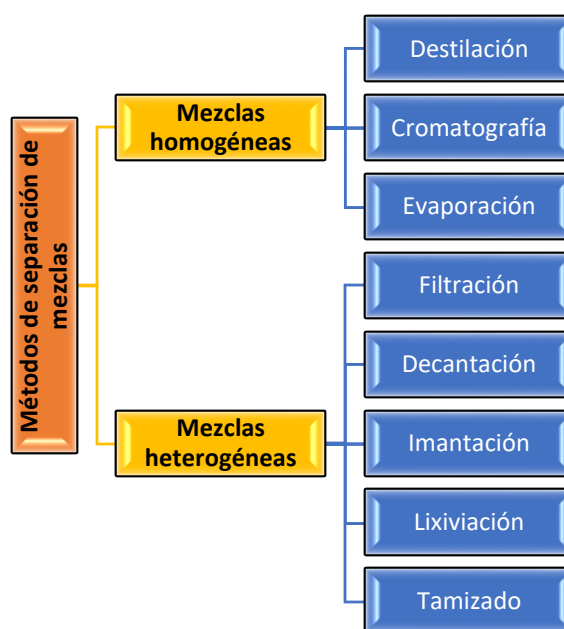 Métodos de separación de
mezclas
Mezclas
homogéneas
Destilación
Cromatografía
Evaporación
Mezclas
heterogéneas
Filtración
Decantación
Imantación
Lixiviación
Tamizado